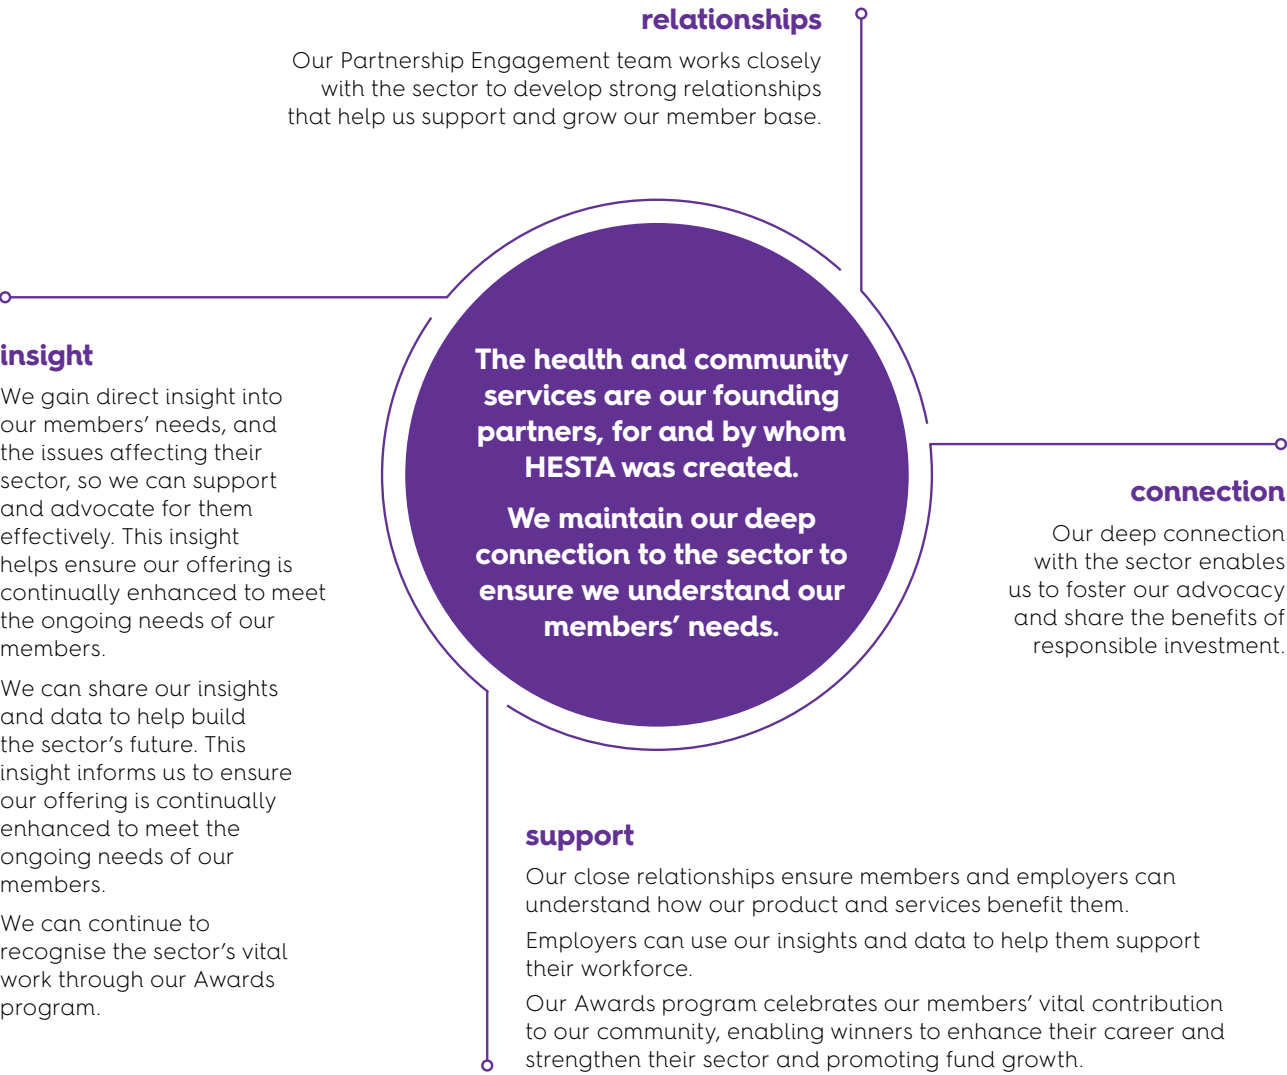 relationships
Our Partnership Engagement team works closely
with the sector to develop strong relationships
that help us support and grow our member base.
insight
We gain direct insight into
our members’ needs, and
the issues affecting their
sector, so we can support
and advocate for them
effectively. This insight
helps ensure our offering is
continually enhanced to meet
the ongoing needs of our
members.
We can share our insights
and data to help build
the sector’s future. This
insight informs us to ensure
our offering is continually
enhanced to meet the
ongoing needs of our
members.
We can continue to
recognise the sector’s vital
work through our Awards
program.
The health and community
services are our founding
partners, for and by whom
HESTA was created.
We maintain our deep
connection to the sector to
ensure we understand our
members’ needs.
connection
Our deep connection
with the sector enables
us to foster our advocacy
and share the benefits of
responsible investment.
support
Our close relationships ensure members and employers can
understand how our product and services benefit them.
Employers can use our insights and data to help them support
their workforce.
Our Awards program celebrates our members’ vital contribution
to our community, enabling winners to enhance their career and
strengthen their sector and promoting fund growth.